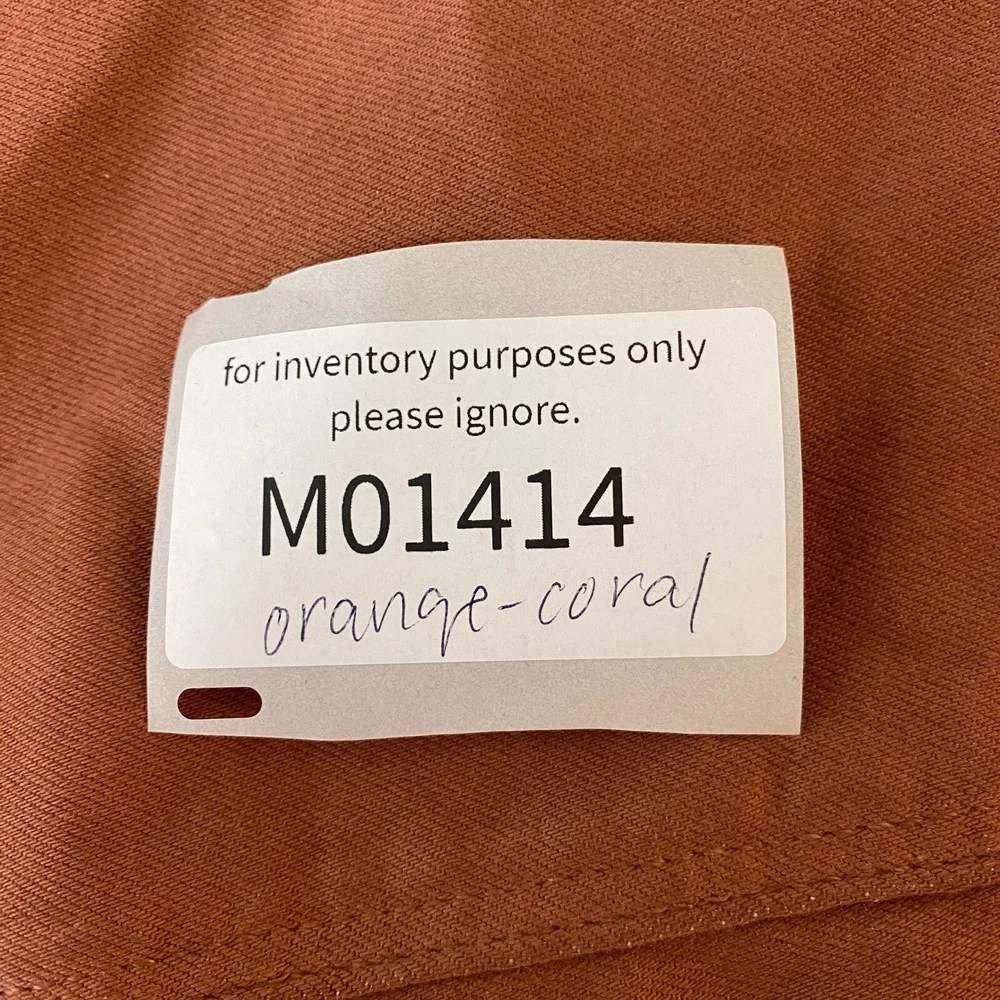 for inventory purposes only
please ignore.
M01414
orange-coral